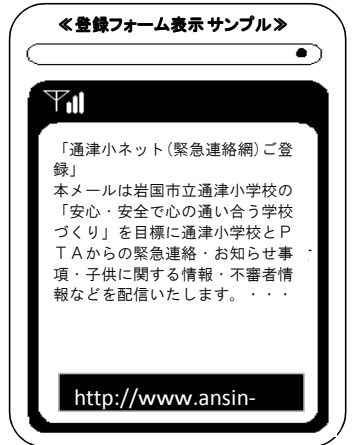 ≪登録フォーム表示サンプル≫
「通津小ネット(緊急連絡網)ご登
録」
本メールは岩国市立通津小学校の
「安心・安全で心の通い合う学校
づくり」を目標に通津小学校とP
TAからの緊急連絡・お知らせ事
項・子供に関する情報・不審者情
報などを配信いたします。・・・
http://www.ansin-